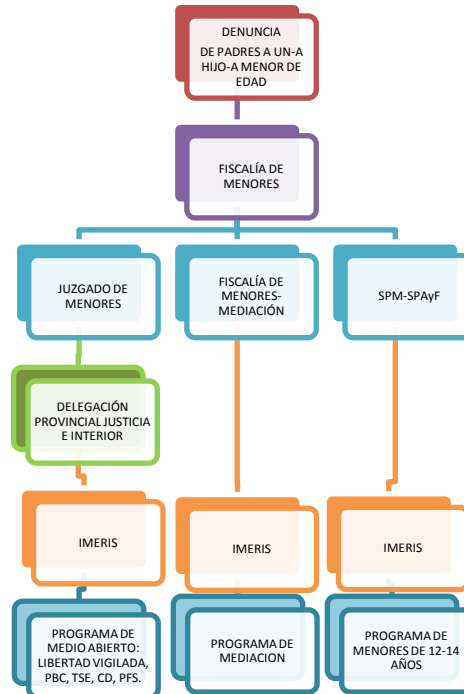 DENUNCIA
DE PADRES A UN-A
HIJO-A MENOR DE
EDAD
FISCALÍA DE
MENORES
JUZGADO DE
MENORES
FISCALÍA DE
MENORES-
MEDIACIÓN
SPM-SPAyF
DELEGACIÓN
PROVINCIAL JUSTICIA
E INTERIOR
IMERIS
IMERIS
IMERIS
PROGRAMA DE
MEDIO ABIERTO:
LIBERTAD VIGILADA,
PBC, TSE, CD, PFS.
PROGRAMA DE
MEDIACION
PROGRAMA DE
MENORES DE 12-14
AÑOS